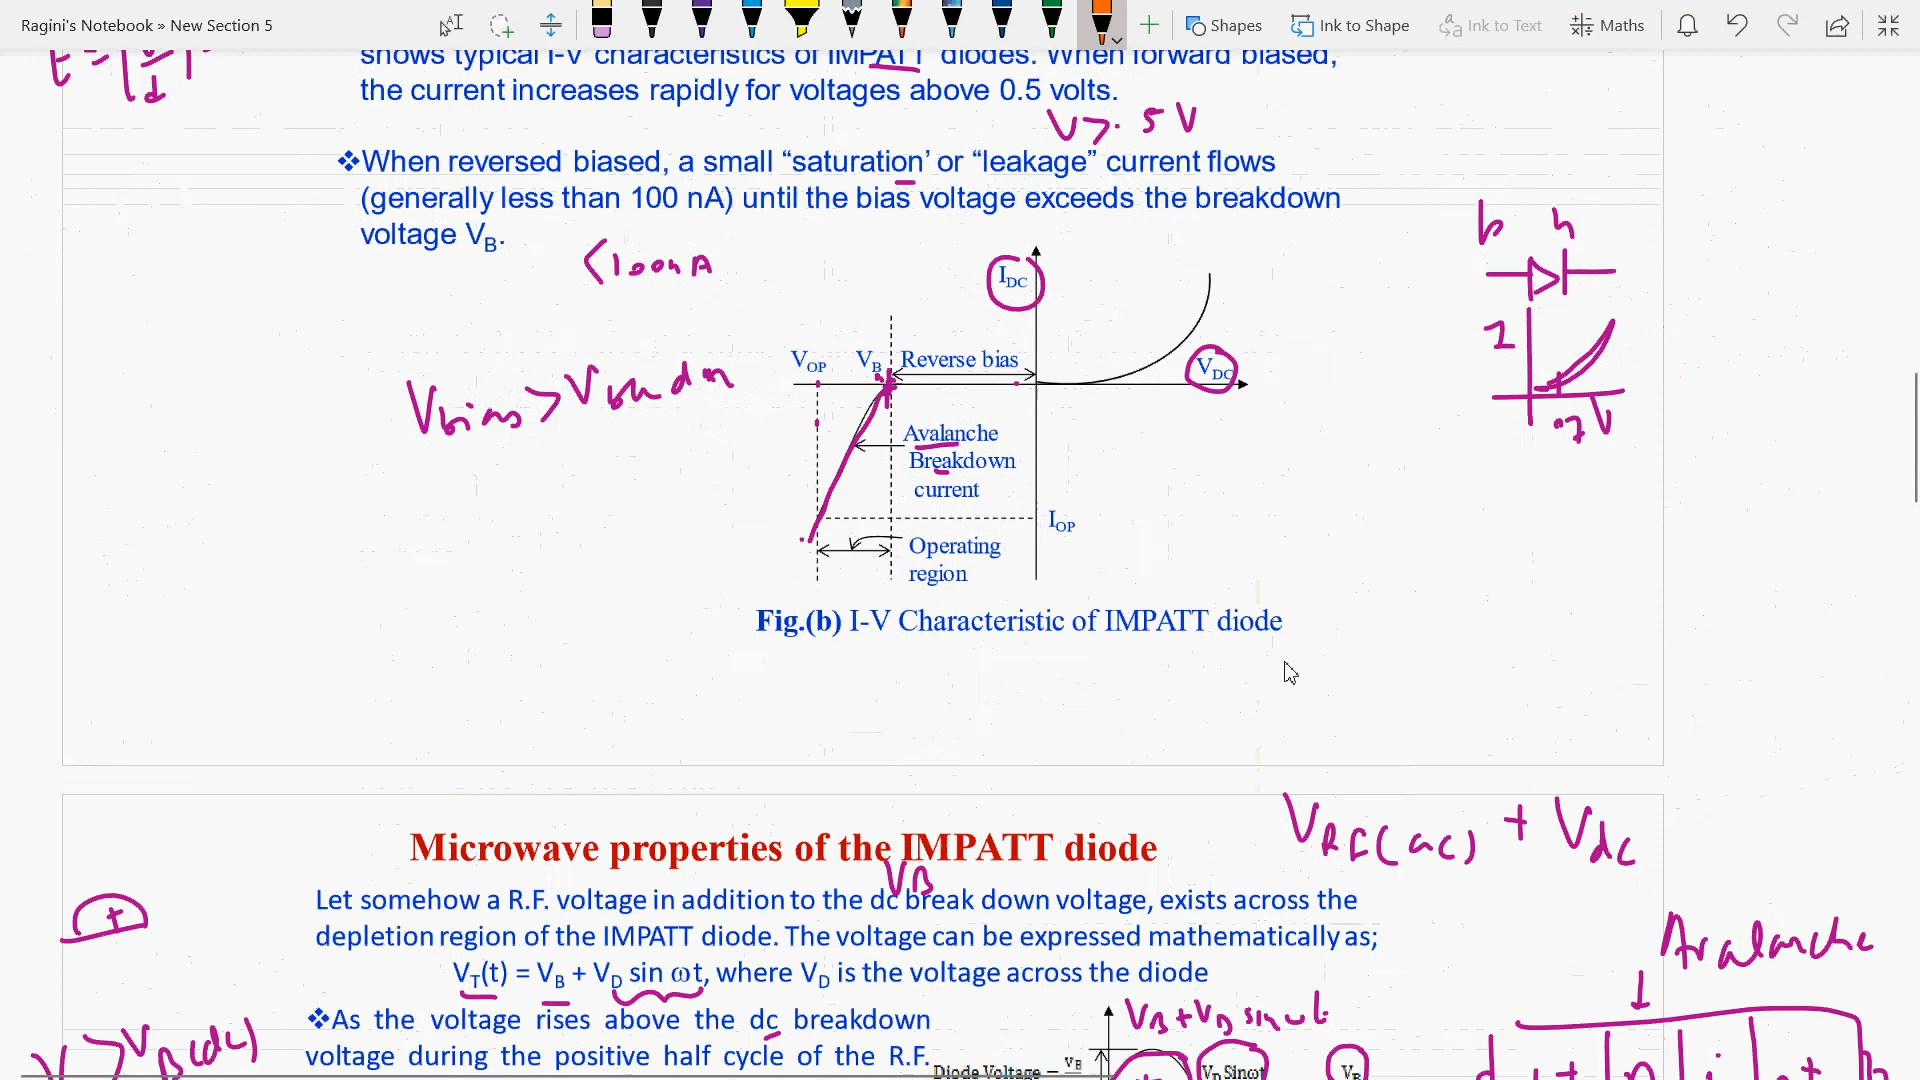 Ragini's Notebook » New Section 5
Shapes
Ink to Shape
Ink to Text
Maths
shows typical I-V characteristics of IMPATT diodes. When forward biased,
the current increases rapidly for voltages above 0.5 volts.
V > .5 V
❖When reversed biased, a small “saturation’ or “leakage” current flows
(generally less than 100 nA) until the bias voltage exceeds the breakdown
voltage VB.
<100nA
IDC
VOP VB Reverse bias
VDC
Vbias >
Avalanche
Breakdown
current
IOP
Operating
region
I
.7 V
Fig.(b) I-V Characteristic of IMPATT diode
VRF(ac) + Vdc
Microwave properties of the IMPATT diode
VB
Let somehow a R.F. voltage in addition to the dc break down voltage, exists across the
depletion region of the IMPATT diode. The voltage can be expressed mathematically as;
VT(t) = VB + VD sin ωt, where VD is the voltage across the diode
Avalanche
❖As the voltage rises above the dc breakdown
voltage during the positive half cycle of the R.F.
VB + VD sin ωt
V > VB(dc)
Diode Voltage
VB
VD Sinωt
VB